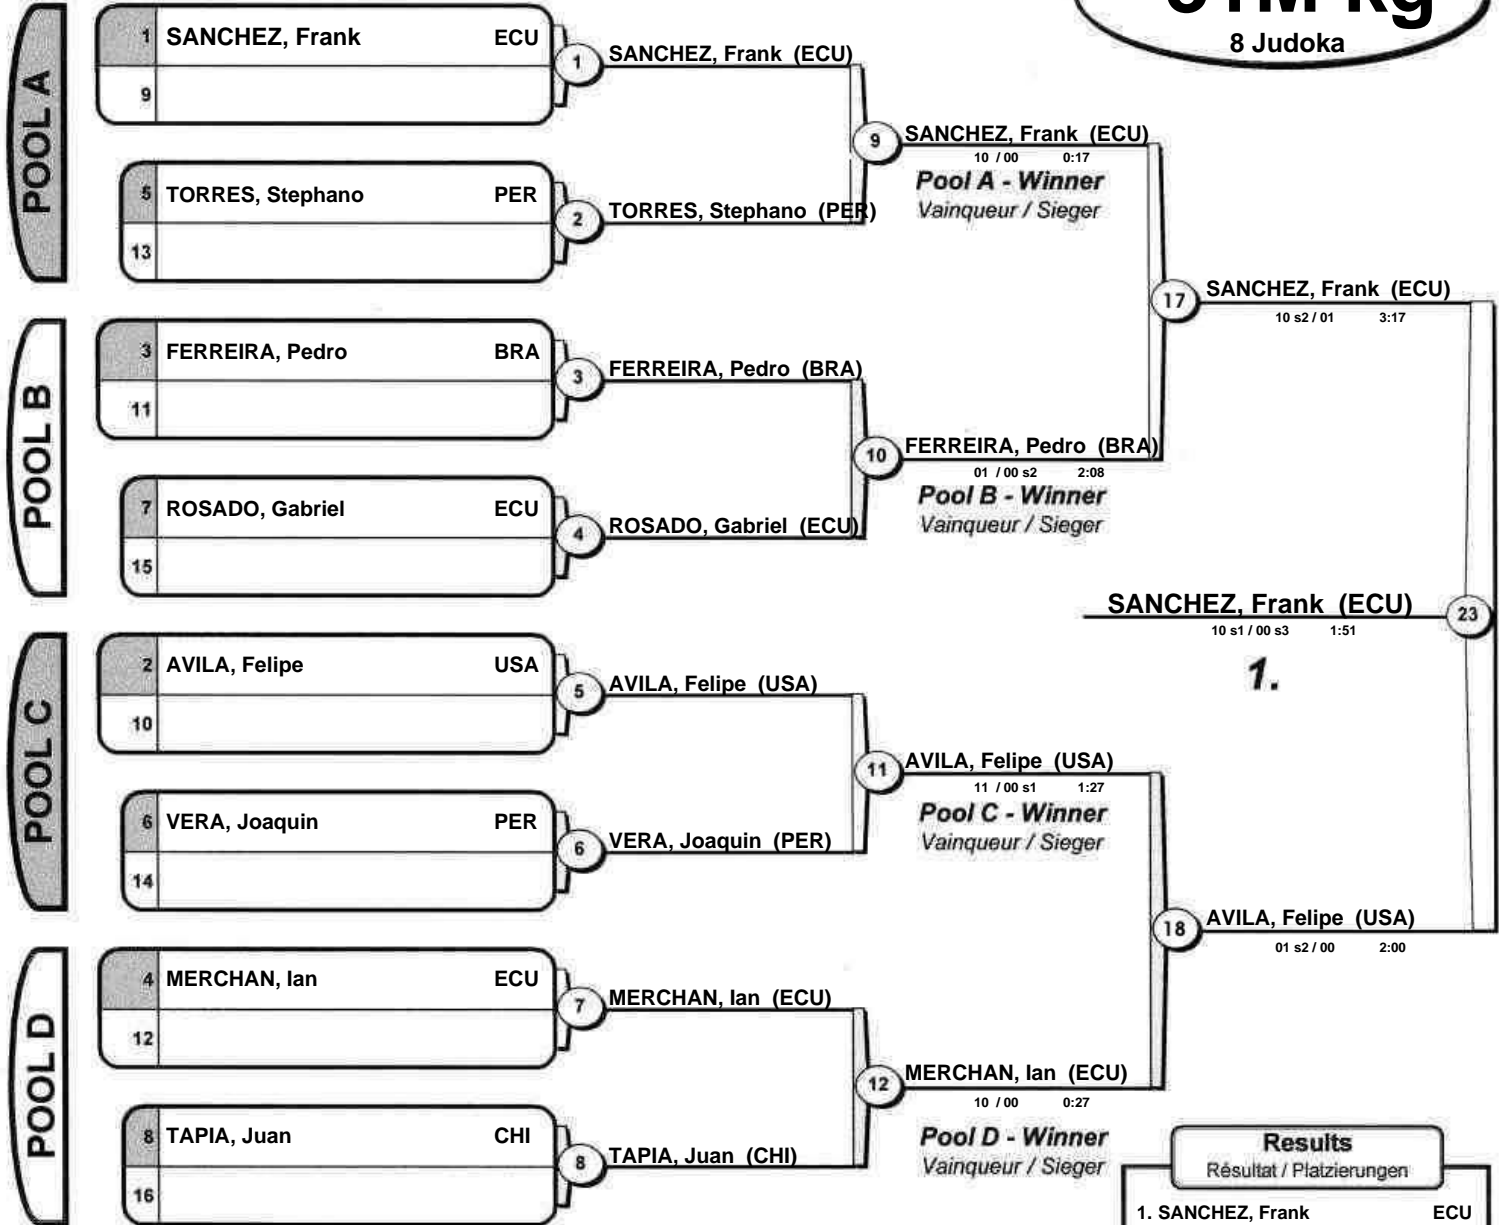 8 Judoka
POOL A
1 SANCHEZ, Frank ECU
9
1
SANCHEZ, Frank (ECU)
5 TORRES, Stephano PER
13
2
TORRES, Stephano (PER)
9
SANCHEZ, Frank (ECU)
10 / 00 0:17
Pool A - Winner
Vainqueur / Sieger
POOL B
3 FERREIRA, Pedro BRA
11
3
FERREIRA, Pedro (BRA)
7 ROSADO, Gabriel ECU
15
4
ROSADO, Gabriel (ECU)
10
FERREIRA, Pedro (BRA)
01 / 00 s2 2:08
Pool B - Winner
Vainqueur / Sieger
17
SANCHEZ, Frank (ECU)
10 s2 / 01 3:17
SANCHEZ, Frank (ECU)
10 s1 / 00 s3 1:51
23
1.
POOL C
2 AVILA, Felipe USA
10
5
AVILA, Felipe (USA)
6 VERA, Joaquin PER
14
6
VERA, Joaquin (PER)
11
AVILA, Felipe (USA)
11 / 00 s1 1:27
Pool C - Winner
Vainqueur / Sieger
18
AVILA, Felipe (USA)
01 s2 / 00 2:00
POOL D
4 MERCHAN, Ian ECU
12
7
MERCHAN, Ian (ECU)
8 TAPIA, Juan CHI
16
8
TAPIA, Juan (CHI)
12
MERCHAN, Ian (ECU)
10 / 00 0:27
Pool D - Winner
Vainqueur / Sieger
Results
Résultat / Platzierungen
1. SANCHEZ, Frank ECU